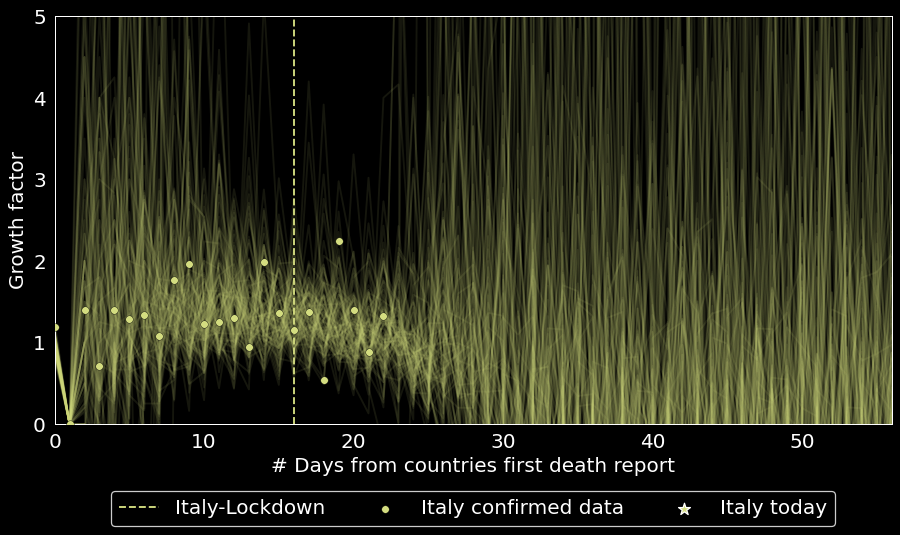 5
4
3
2
1
0
Growth factor
0 10 20 30 40 50
# Days from countries first death report
Italy-Lockdown Italy confirmed data Italy today